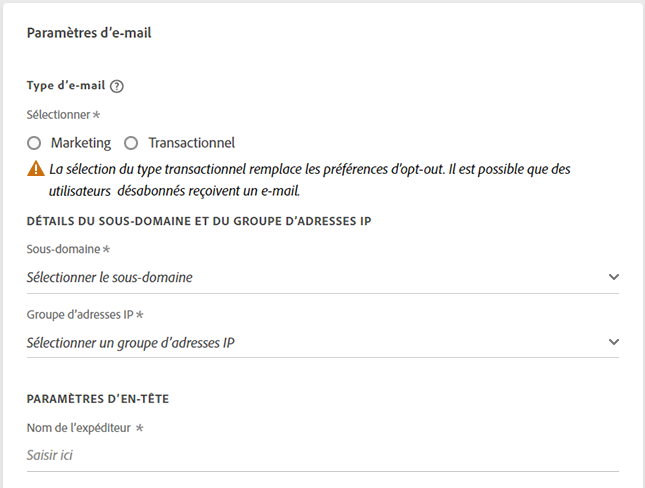 Paramètres d’e-mail
Type d’e-mail ?
Sélectionner *
Marketing Transactionnel
La sélection du type transactionnel remplace les préférences d'opt-out. Il est possible que des
utilisateurs désabonnés reçoivent un e-mail.
DÉTAILS DU SOUS-DOMAINE ET DU GROUPE D’ADRESSES IP
Sous-domaine *
Sélectionner le sous-domaine
Groupe d’adresses IP *
Sélectionner un groupe d’adresses IP
PARAMÈTRES D’EN-TÊTE
Nom de l’expéditeur *
Saisir ici